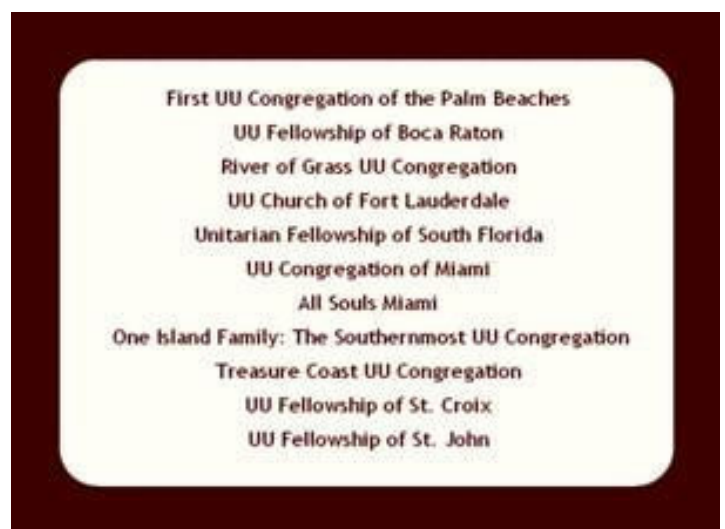 First UU Congregation of the Palm Beaches
UU Fellowship of Boca Raton
River of Grass UU Congregation
UU Church of Fort Lauderdale
Unitarian Fellowship of South Florida
UU Congregation of Miami
All Souls Miami
One Island Family: The Southernmost UU Congregation
Treasure Coast UU Congregation
UU Fellowship of St. Croix
UU Fellowship of St. John